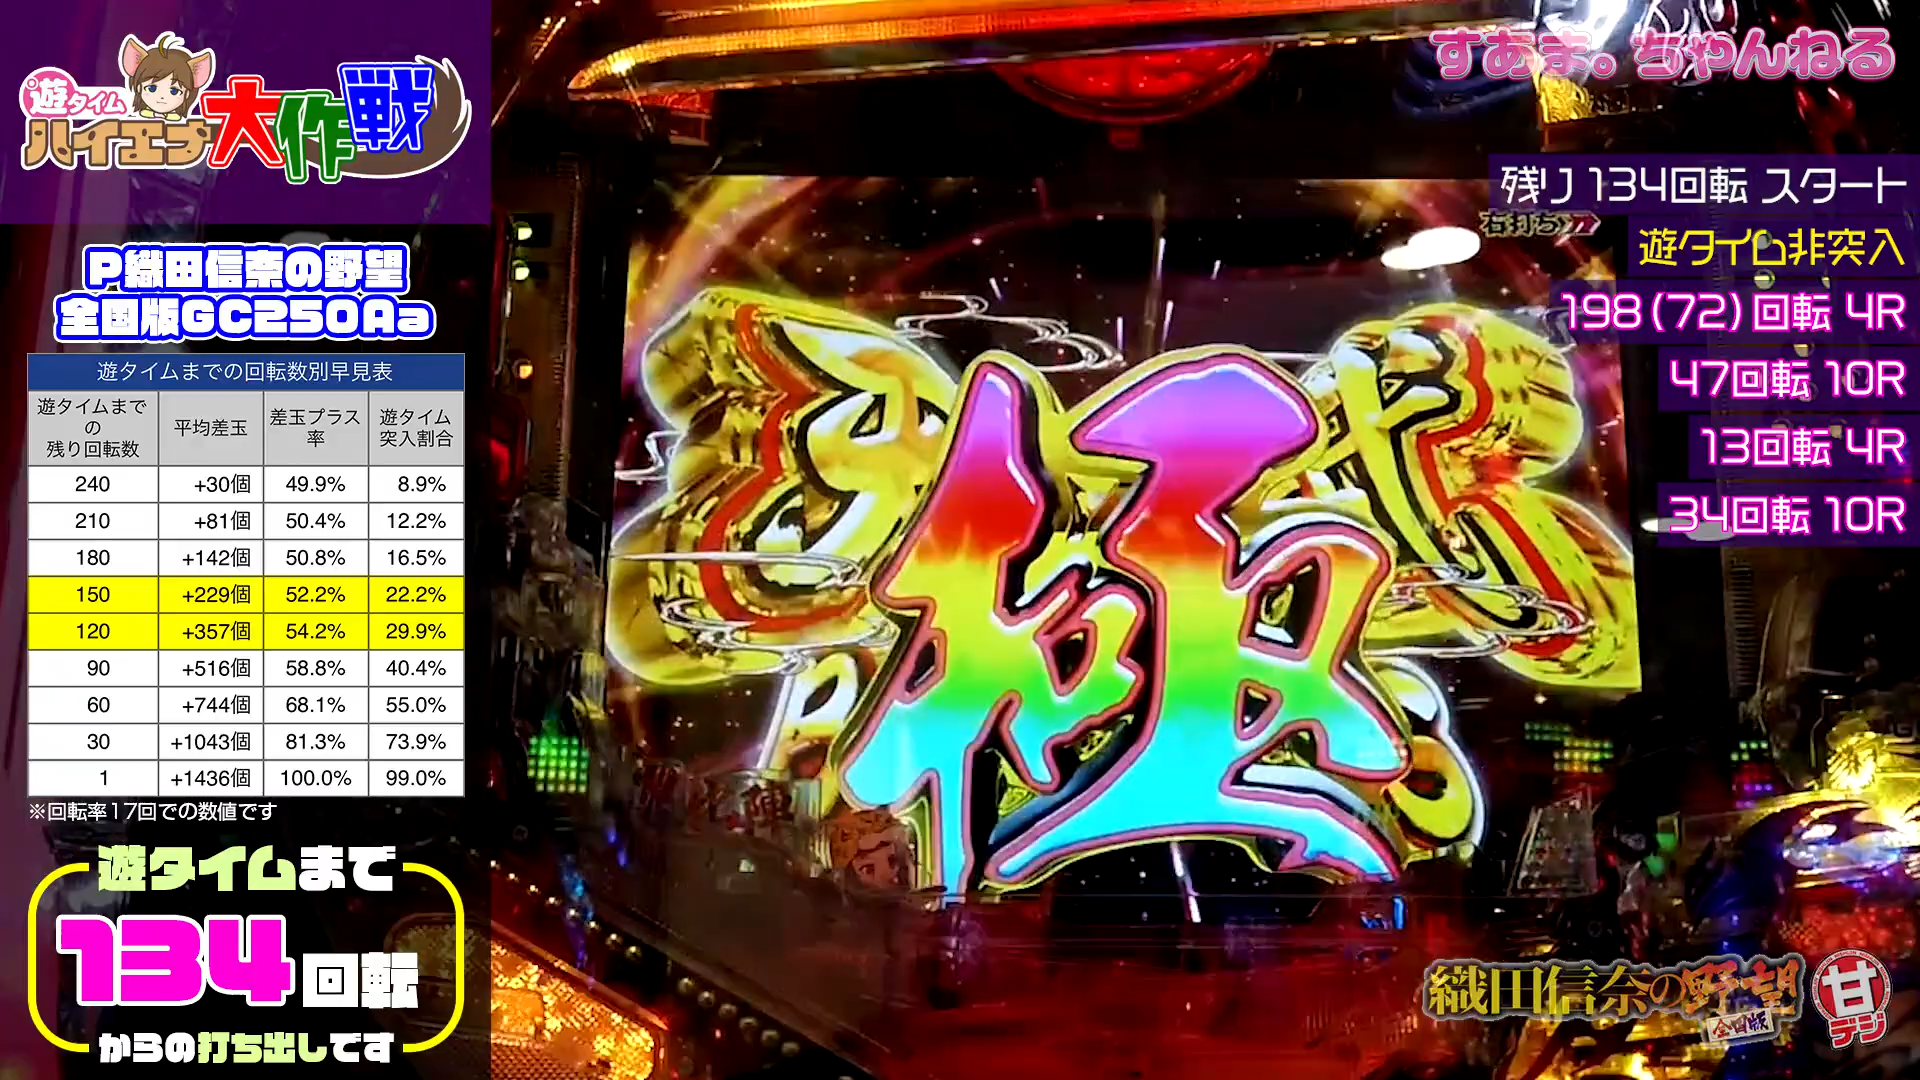 遊タイム
ハイエナ大作戦
P織田信奈の野望
全国版GC250Aa
遊タイムまでの回転数別早見表
遊タイムまで
の
残り回転数
平均差玉
差玉プラス
率
遊タイム
突入割合
240 +30個 49.9% 8.9%
210 +81個 50.4% 12.2%
180 +142個 50.8% 16.5%
150 +229個 52.2% 22.2%
120 +357個 54.2% 29.9%
90 +516個 58.8% 40.4%
60 +744個 68.1% 55.0%
30 +1043個 81.3% 73.9%
1 +1436個 100.0% 99.0%
※回転率17回での数値です
遊タイムまで
134回転
からの打ち出しです
極
右打ち
すあま。ちゃんねる
残り134回転 スタート
遊タイム非突入
198(72)回転 4R
47回転 10R
13回転 4R
34回転 10R
織田信奈の野望
全国版
甘
デジ